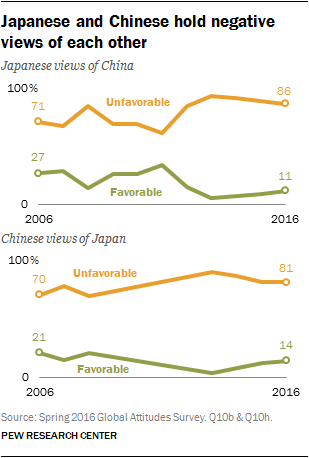 Japanese and Chinese hold negative
views of each other
Japanese views of China
100%
86
71
Unfavorable
27
Favorable
11
0
2006
2016
Chinese views of Japan
100%
Unfavorable
81
70
21
14
Favorable
0
2006
2016
Source: Spring 2016 Global Attitudes Survey. Q10b & Q10h.
PEW RESEARCH CENTER